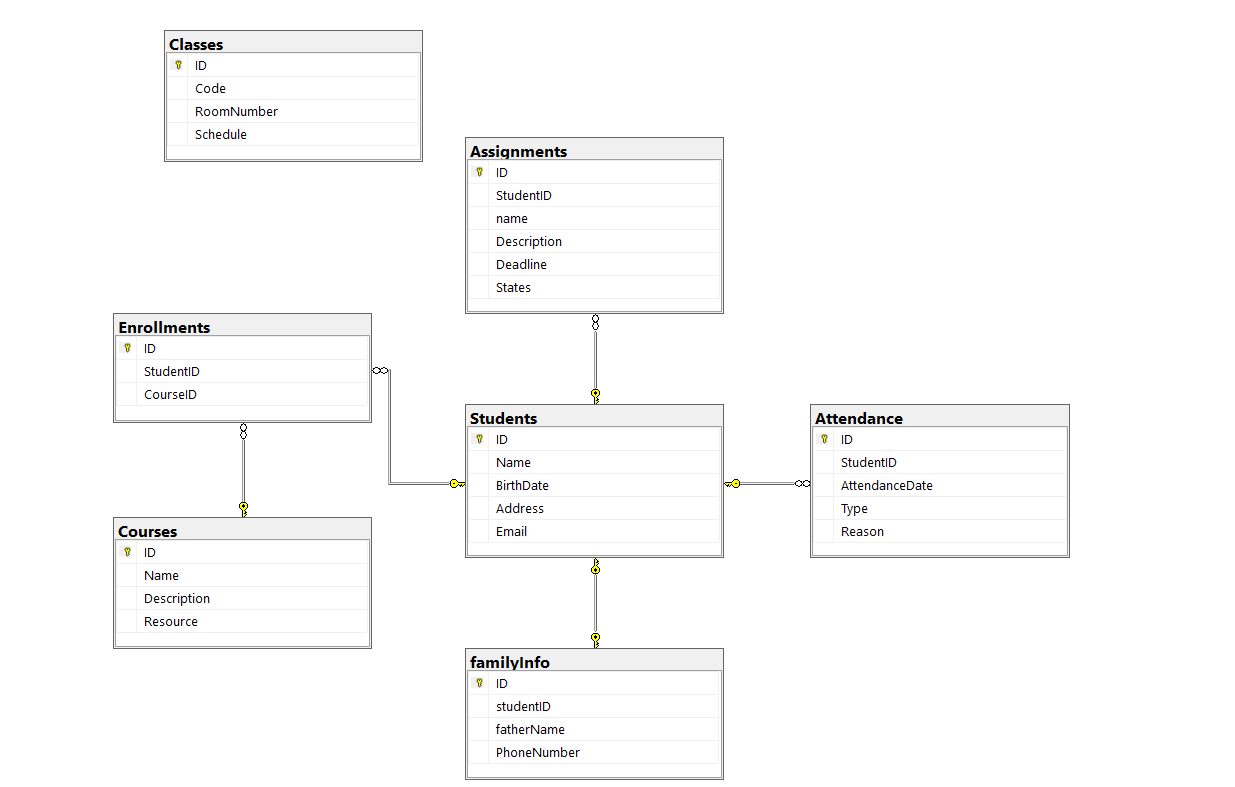 Classes
ID
Code
RoomNumber
Schedule
Assignments
ID
StudentID
name
Description
Deadline
States
Enrollments
ID
StudentID
CourseID
Students
ID
Name
BirthDate
Address
Email
Attendance
ID
StudentID
AttendanceDate
Type
Reason
Courses
ID
Name
Description
Resource
familyInfo
ID
studentID
fatherName
PhoneNumber